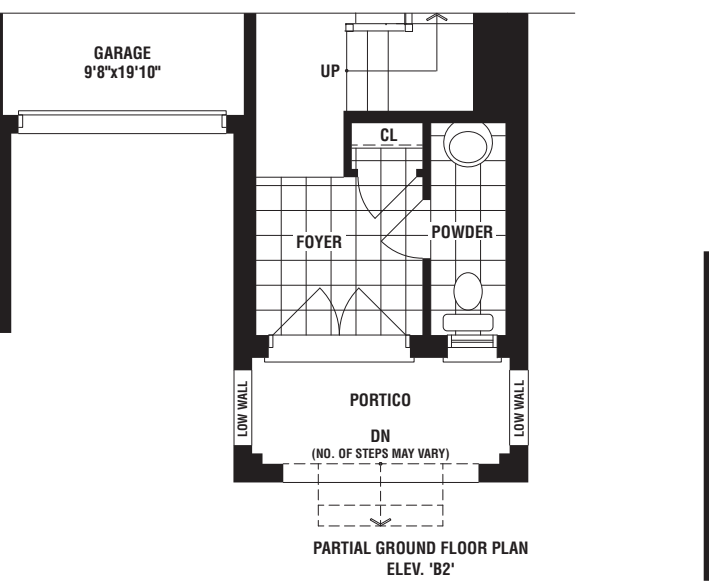 GARAGE
9'8"x19'10"
UP
CL
FOYER
POWDER
LOW WALL
PORTICO
LOW WALL
DN
(NO. OF STEPS MAY VARY)
PARTIAL GROUND FLOOR PLAN
ELEV. 'B2'